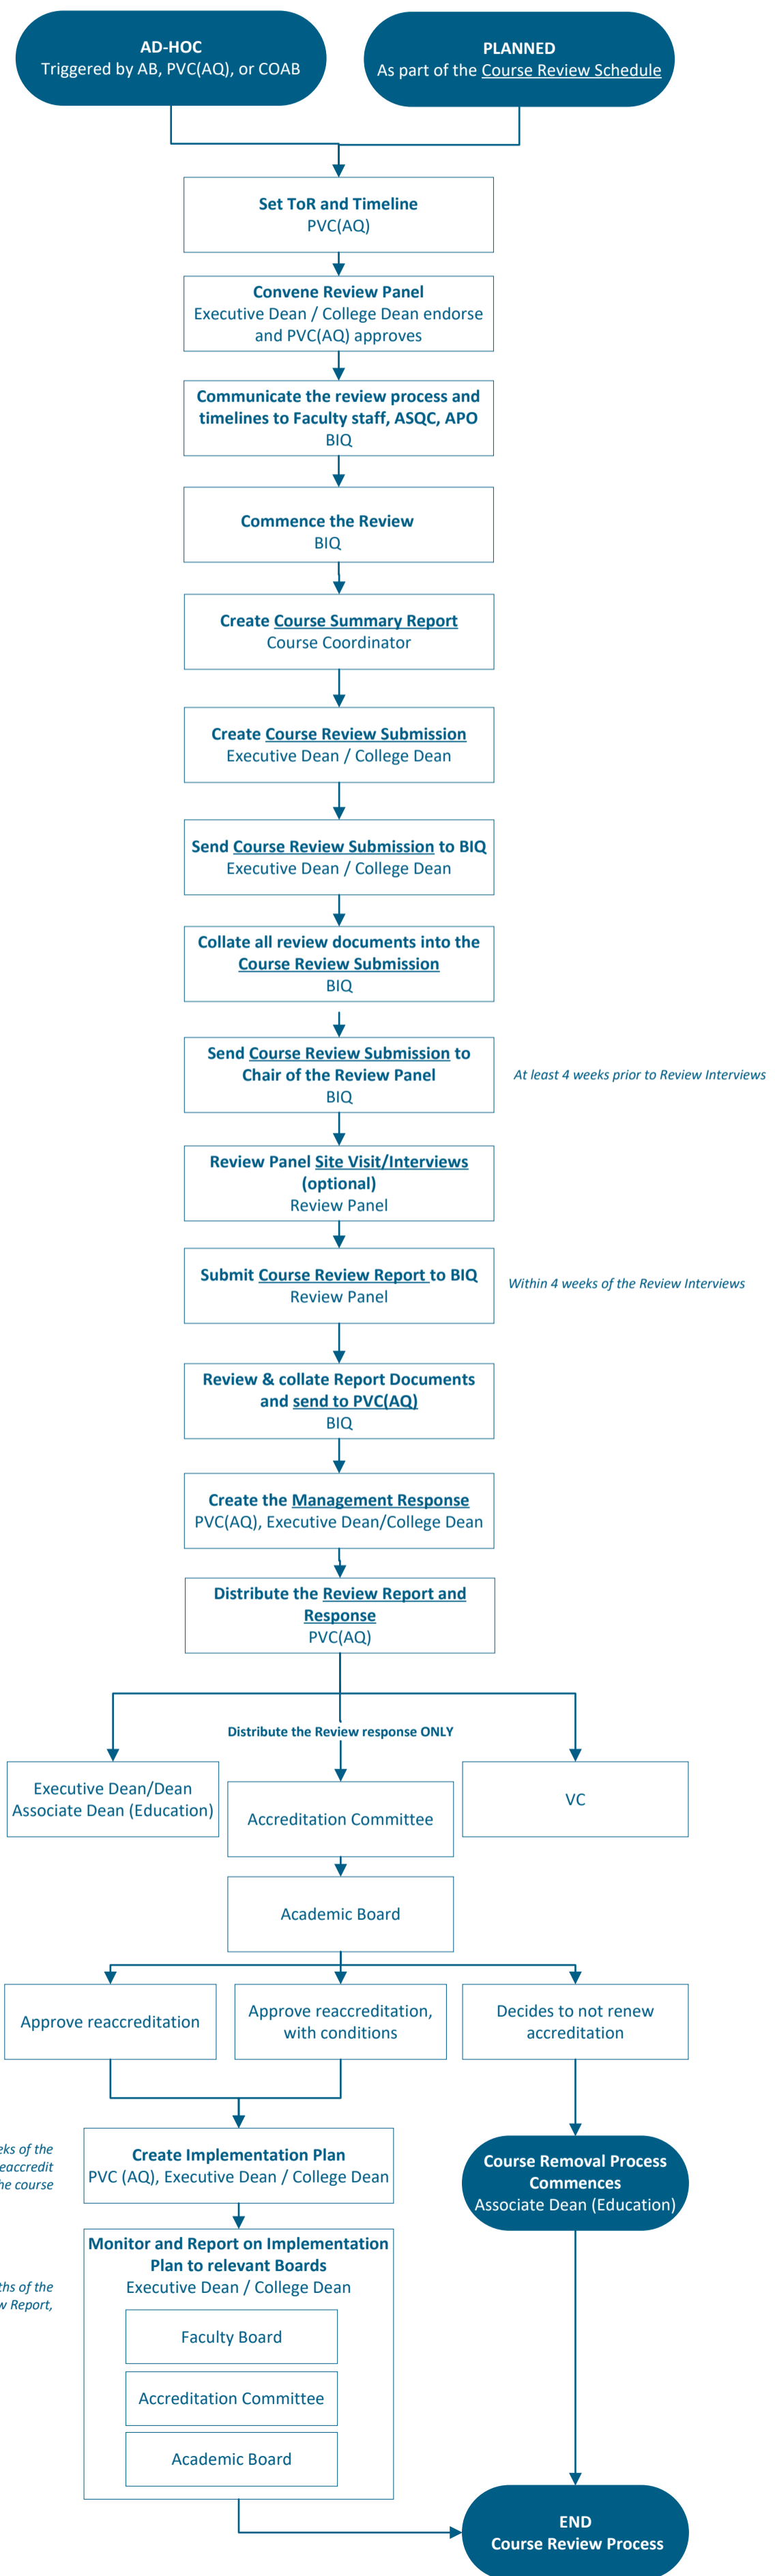 AD-HOC
Triggered by AB, PVC(AQ), or COAB
PLANNED
As part of the Course Review Schedule
Set ToR and Timeline
PVC(AQ)
Convene Review Panel
Executive Dean / College Dean endorse
and PVC(AQ) approves
Communicate the review process and
timelines to Faculty staff, ASQC, APO
BIQ
Commence the Review
BIQ
Create Course Summary Report
Course Coordinator
Create Course Review Submission
Executive Dean / College Dean
Send Course Review Submission to BIQ
Executive Dean / College Dean
Collate all review documents into the
Course Review Submission
BIQ
Send Course Review Submission to
Chair of the Review Panel
BIQ
At least 4 weeks prior to Review Interviews
Review Panel Site Visit/Interviews
(optional)
Review Panel
Submit Course Review Report to BIQ
Review Panel
Within 4 weeks of the Review Interviews
Review & collate Report Documents
and send to PVC(AQ)
BIQ
Create the Management Response
PVC(AQ), Executive Dean/College Dean
Distribute the Review Report and
Response
PVC(AQ)
Distribute the Review response ONLY
Executive Dean/Dean
Associate Dean (Education)
Accreditation Committee
VC
Academic Board
Approve reaccreditation
Approve reaccreditation,
with conditions
Decides to not renew
accreditation
of the
reaccredit
the course
Create Implementation Plan
PVC (AQ), Executive Dean / College Dean
Course Removal Process
Commences
Associate Dean (Education)
Monitor and Report on Implementation
Plan to relevant Boards
Executive Dean / College Dean
of the
Report,
Faculty Board
Accreditation Committee
Academic Board
END
Course Review Process